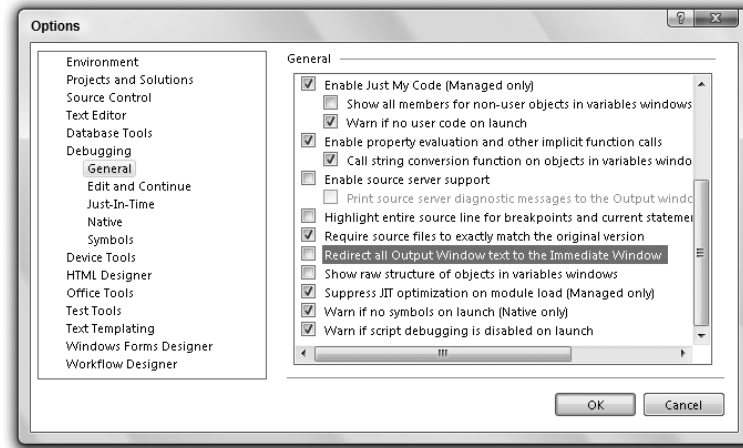 Options
Environment
Projects and Solutions
Source Control
Text Editor
Database Tools
Debugging
General
Edit and Continue
Just-In-Time
Native
Symbols
Device Tools
HTML Designer
Office Tools
Test Tools
Text Templating
Windows Forms Designer
Workflow Designer
General
Enable Just My Code (Managed only)
Show all members for non-user objects in variables windows
Warn if no user code on launch
Enable property evaluation and other implicit function calls
Call string conversion function on objects in variables windo
Enable source server support
Print source server diagnostic messages to the Output windo
Highlight entire source line for breakpoints and current statemer
Require source files to exactly match the original version
Redirect all Output Window text to the Immediate Window
Show raw structure of objects in variables windows
Suppress JIT optimization on module load (Managed only)
Warn if no symbols on launch (Native only)
Warn if script debugging is disabled on launch
OK
Cancel